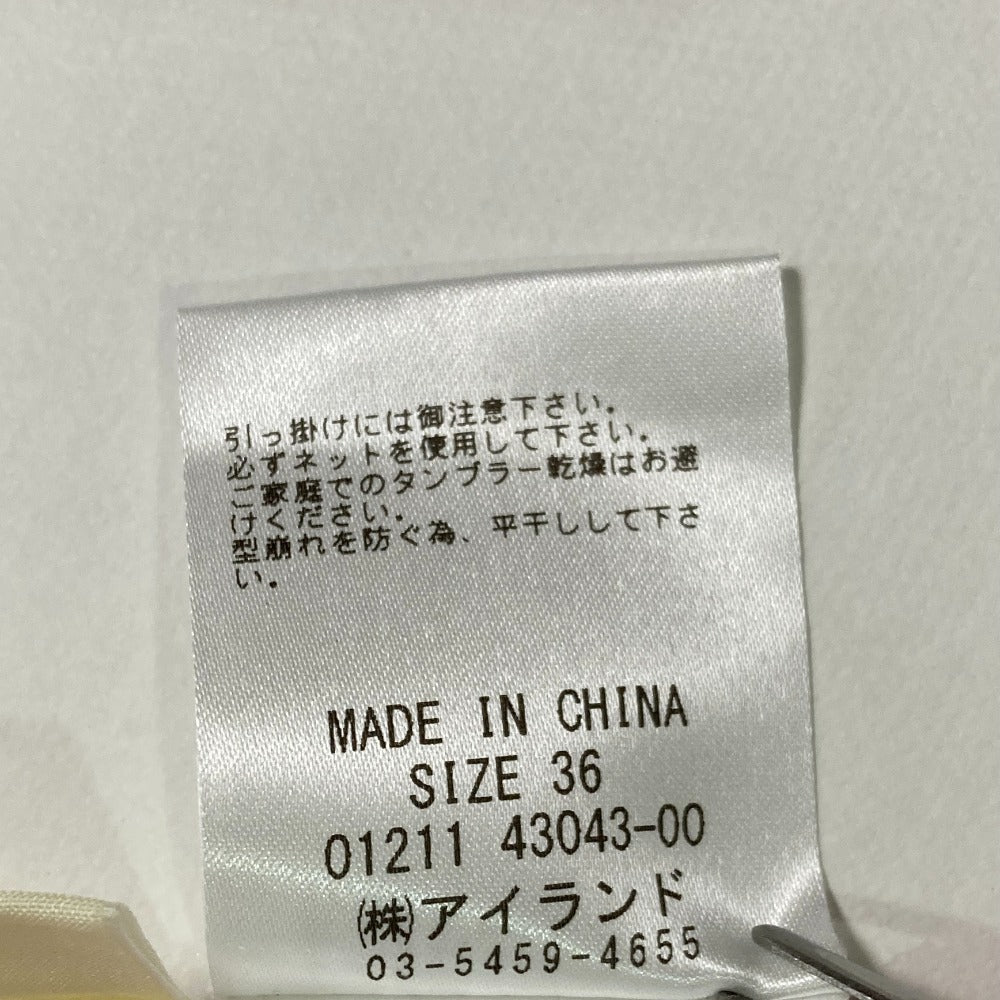 引っ掛けには御注意下さい。
必ずネットを使用して下さい。
ご家庭でのタンブラー乾燥はお避
けください。
型崩れを防ぐ為、平干しして下さ
い。
MADE IN CHINA
SIZE 36
01211 43043-00
㈱アイランド
03-5459-4655